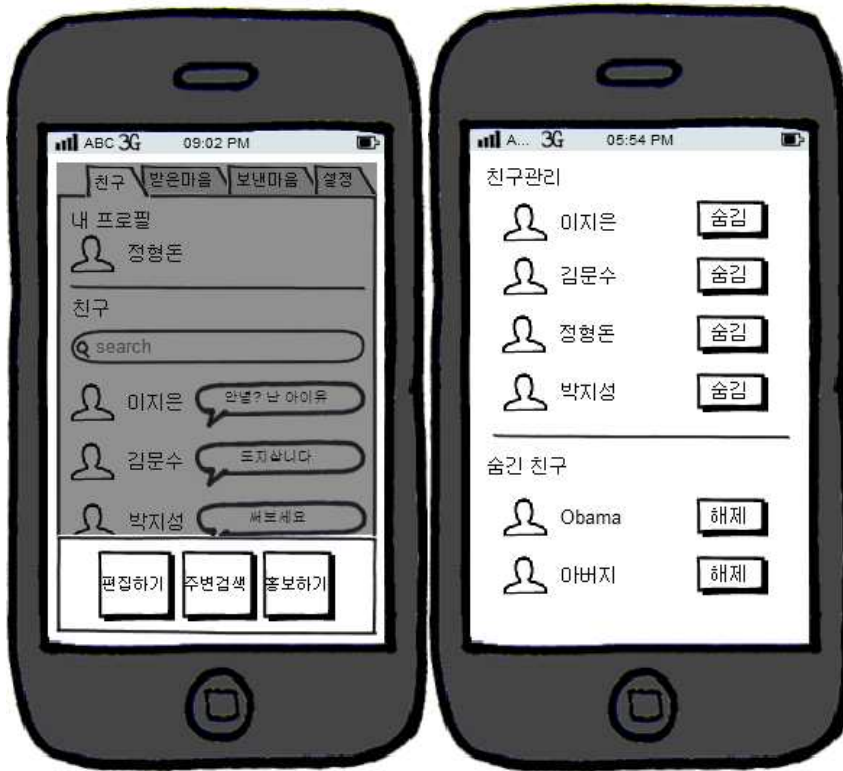 ABC 3G 09:02 PM
친구 받은마음 보낸마음 설정
내 프로필
정형돈
친구
search
이지은 안녕? 난 아이유
김문수 도지삽니다
박지성 써보세요
편집하기 주변검색 홍보하기
A... 3G 05:54 PM
친구관리
이지은 숨김
김문수 숨김
정형돈 숨김
박지성 숨김
숨긴 친구
Obama 해제
아버지 해제